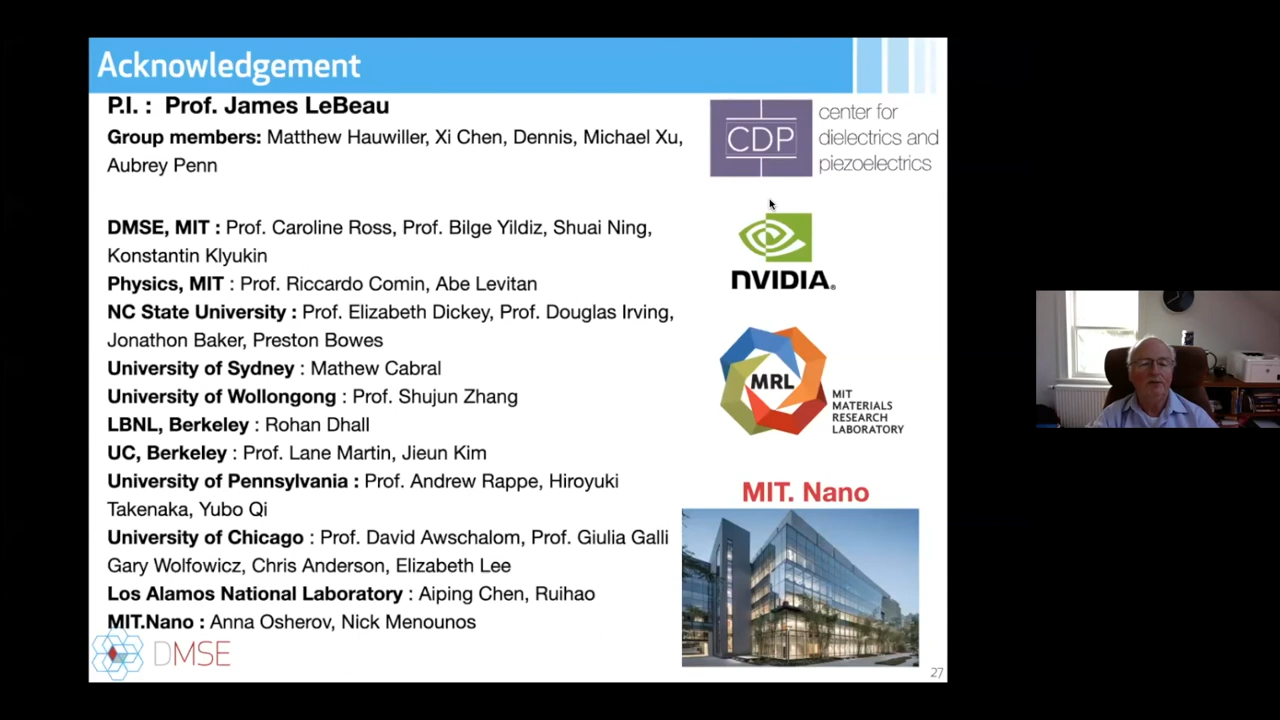 Acknowledgement
P.I. : Prof. James LeBeau
Group members: Matthew Hauwiller, Xi Chen, Dennis, Michael Xu,
Aubrey Penn
DMSE, MIT : Prof. Caroline Ross, Prof. Bilge Yildiz, Shuai Ning,
Konstantin Klyukin
Physics, MIT : Prof. Riccardo Comin, Abe Levitan
NC State University : Prof. Elizabeth Dickey, Prof. Douglas Irving,
Jonathon Baker, Preston Bowes
University of Sydney : Mathew Cabral
University of Wollongong : Prof. Shujun Zhang
LBNL, Berkeley : Rohan Dhall
UC, Berkeley : Prof. Lane Martin, Jieun Kim
University of Pennsylvania : Prof. Andrew Rappe, Hiroyuki
Takenaka, Yubo Qi
University of Chicago : Prof. David Awschalom, Prof. Giulia Galli
Gary Wolfowicz, Chris Anderson, Elizabeth Lee
Los Alamos National Laboratory : Aiping Chen, Ruihao
MIT.Nano : Anna Osherov, Nick Menounos
DMSE
CDP
center for
dielectrics and
piezoelectrics
NVIDIA.
MRL
MIT
MATERIALS
RESEARCH
LABORATORY
MIT. Nano
27